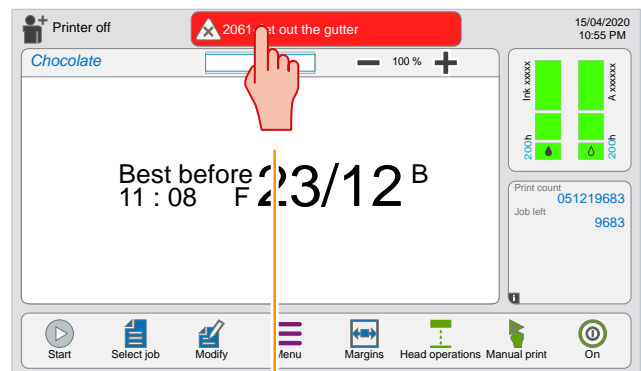 Printer off
2061-Jet out the gutter
15/04/2020
10:55 PM
Chocolate
100 %
Best before
11 : 08 F
23/12 B
Ink xxxxx
A xxxxxx
200h
200h
Print count
051219683
Job left
9683
i
Start
Select job
Modify
Menu
Margins
Head operations
Manual print
On